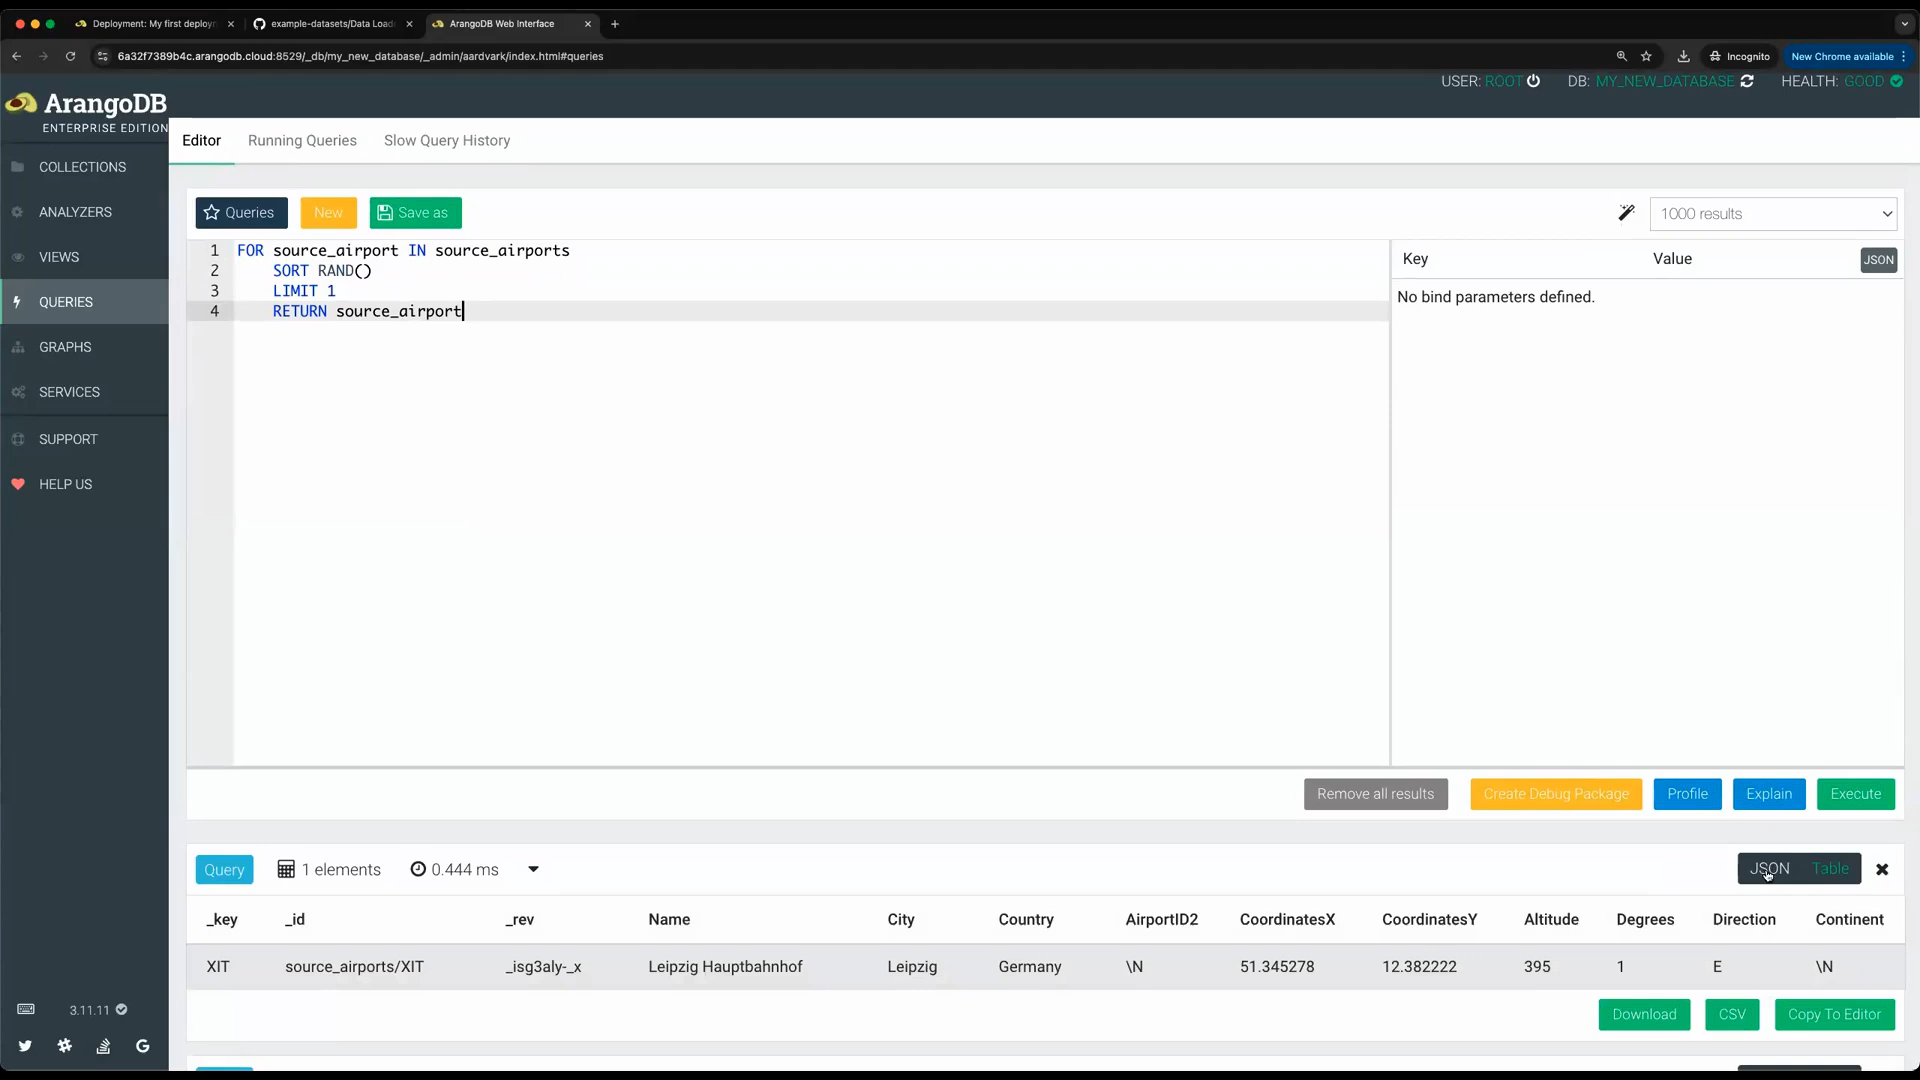 Deployment: My first deploym
example-datasets/Data Loade
ArangoDB Web Interface
6a32f7389b4c.arangodb.cloud:8529/_db/my_new_database/_admin/aardvark/index.html#queries
Incognito
New Chrome available
ArangoDB
ENTERPRISE EDITION
USER: ROOT
DB: MY_NEW_DATABASE
HEALTH: GOOD
COLLECTIONS
ANALYZERS
VIEWS
QUERIES
GRAPHS
SERVICES
SUPPORT
HELP US
3.11.11
Editor
Running Queries
Slow Query History
Queries
New
Save as
1000 results
1 FOR source_airport IN source_airports
2 SORT RAND()
3 LIMIT 1
4 RETURN source_airport
Key Value JSON
No bind parameters defined.
Remove all results
Create Debug Package
Profile
Explain
Execute
Query
1 elements
0.444 ms
JSON Table
_key _id _rev Name City Country AirportID2 CoordinatesX CoordinatesY Altitude Degrees Direction Continent
XIT source_airports/XIT _isg3aly-_x Leipzig Hauptbahnhof Leipzig Germany \N 51.345278 12.382222 395 1 E \N
Download
CSV
Copy To Editor